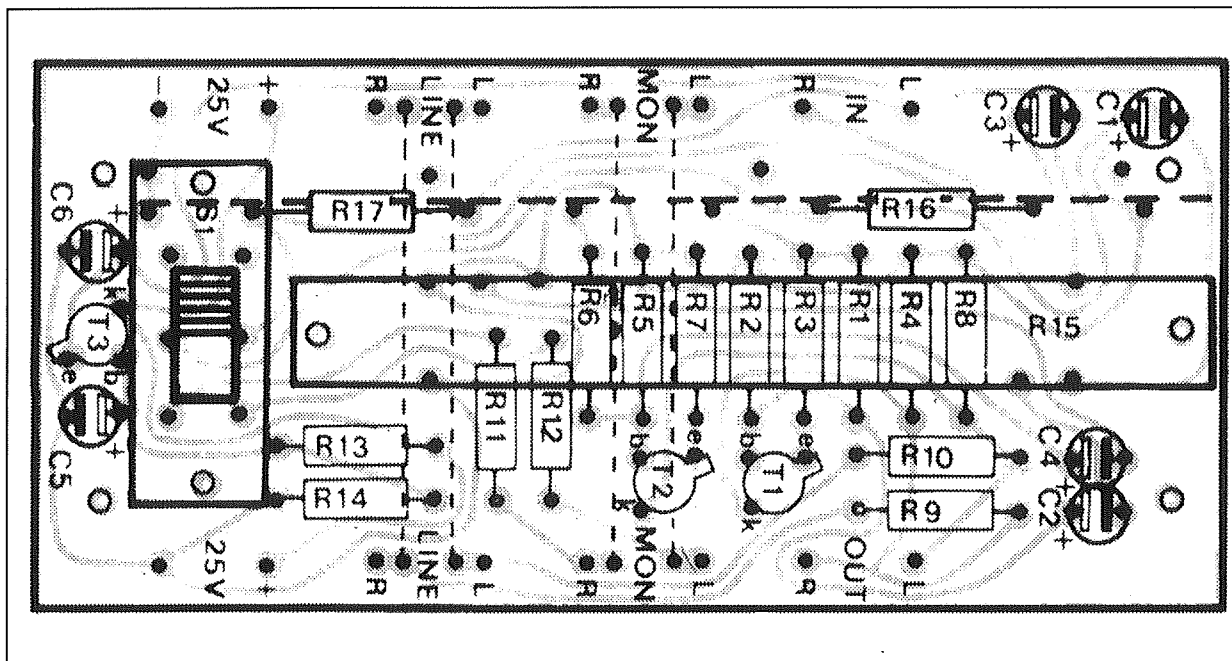 - 25V +
R LINE L
R MON L
R IN L
C3 +
C1 +
C6 +
S1
R17
R16
k T3
e b
R6 R5 R7 R2 R3 R1 R4 R8 R15
R11 R12
C5 +
R13
R14
b e
T2
k
b e
T1
k
R10
R9
C4 +
C2 +
25V +
R LINE L
R MON L
R OUT L